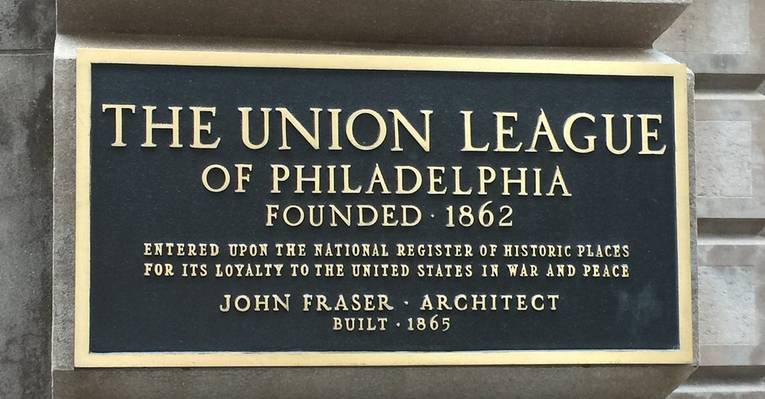 THE UNION LEAGUE
OF PHILADELPHIA
FOUNDED · 1862
ENTERED UPON THE NATIONAL REGISTER OF HISTORIC PLACES
FOR ITS LOYALTY TO THE UNITED STATES IN WAR AND PEACE
JOHN FRASER · ARCHITECT
BUILT · 1865